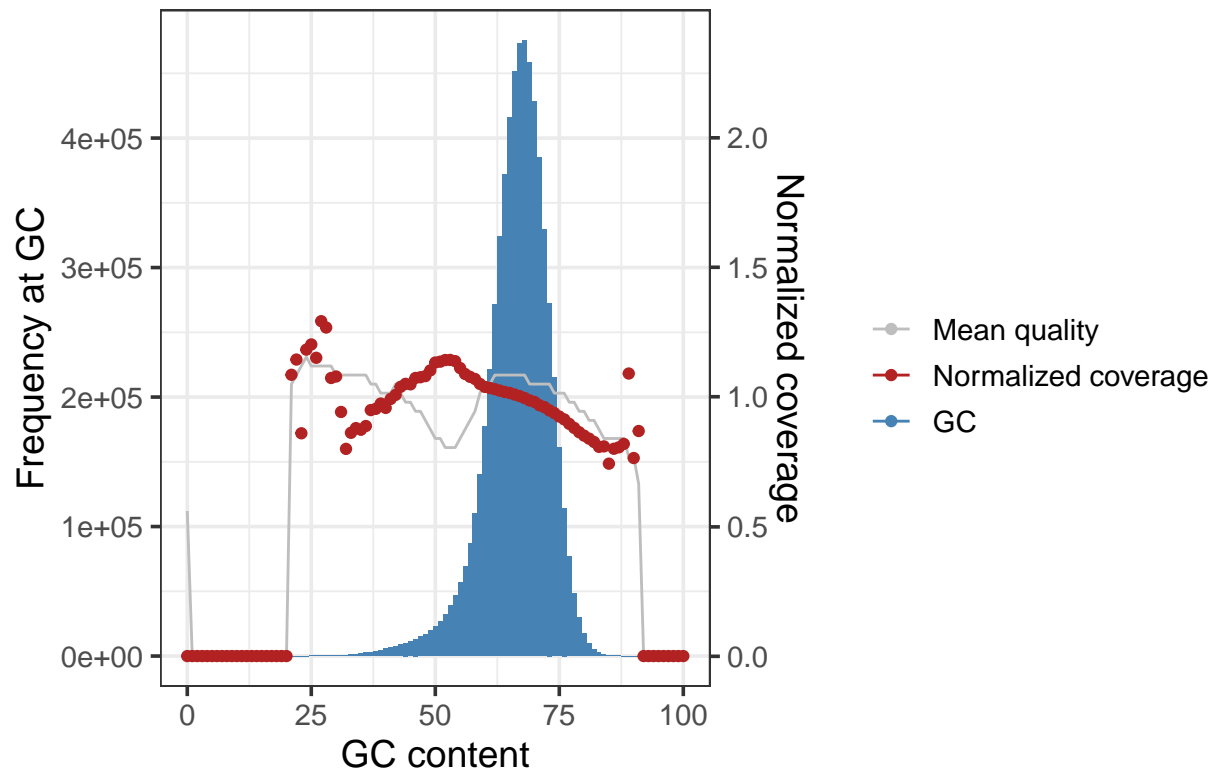 4e+05
3e+05
2e+05
1e+05
0e+00
Frequency at GC
2.0
1.5
1.0
0.5
0.0
Normalized coverage
0 25 50 75 100
GC content
Mean quality
Normalized coverage
GC